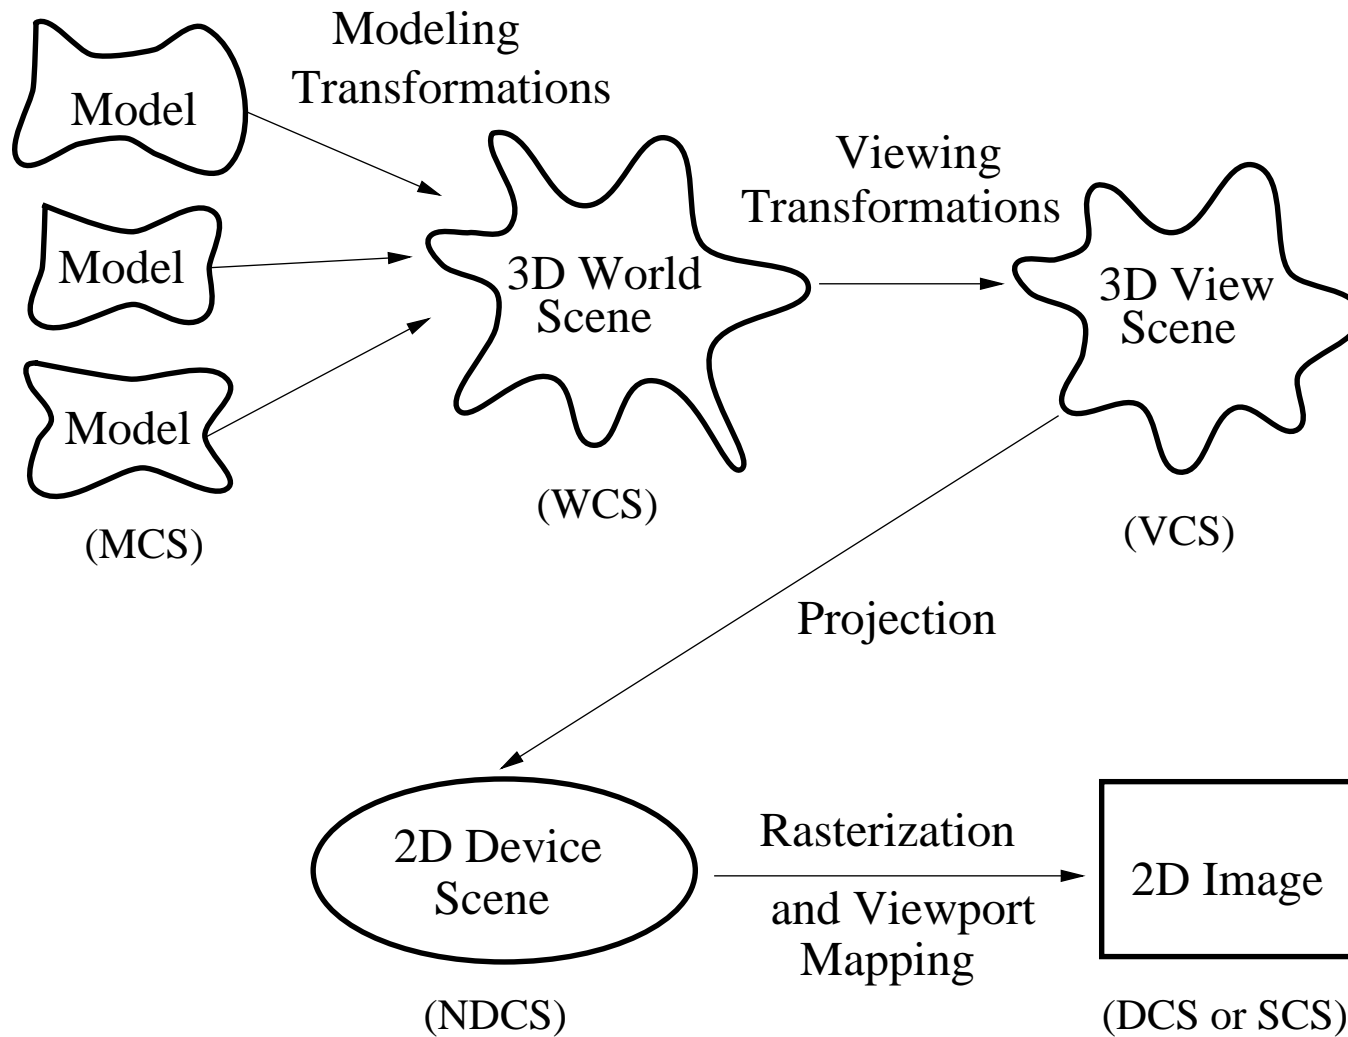 Modeling
Transformations
Model
Model
Model
(MCS)
3D World
Scene
(WCS)
Viewing
Transformations
3D View
Scene
(VCS)
Projection
2D Device
Scene
(NDCS)
Rasterization
and Viewport
Mapping
2D Image
(DCS or SCS)